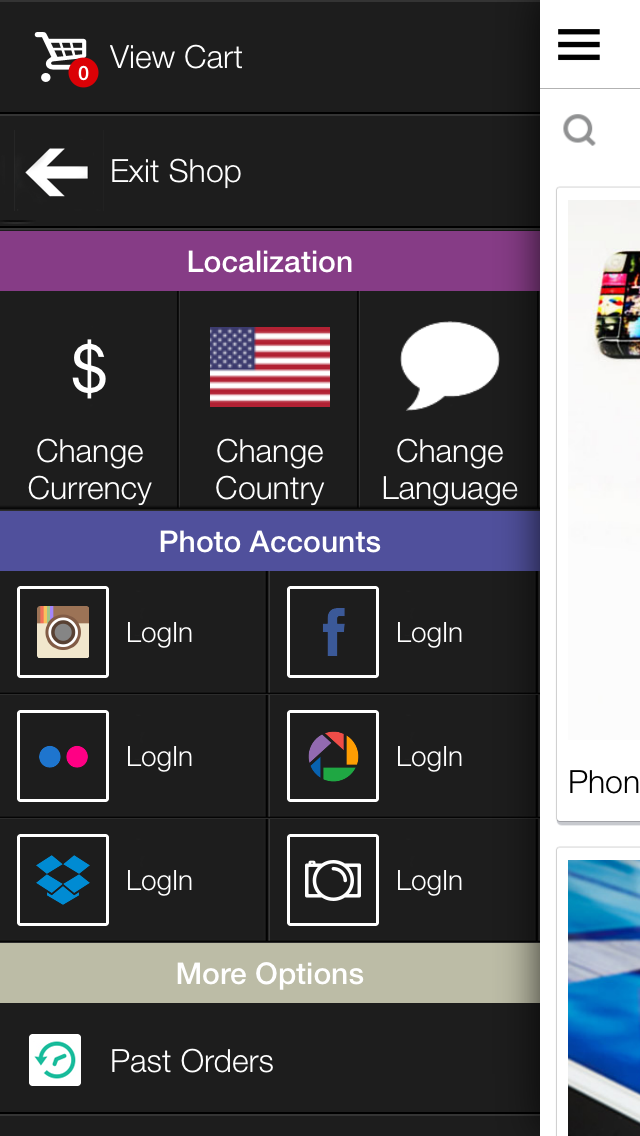 0
View Cart
Exit Shop
Localization
$
Change
Currency
Change
Country
Change
Language
Photo Accounts
LogIn
f
LogIn
LogIn
LogIn
LogIn
LogIn
More Options
Past Orders
Phon